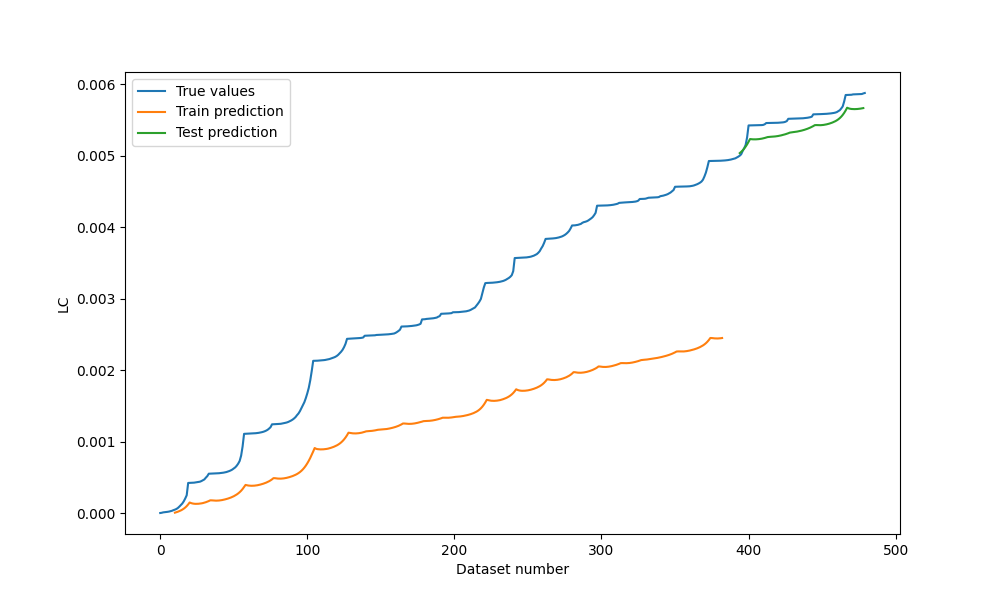 True values
Train prediction
Test prediction
0.006
0.005
0.004
0.003
0.002
0.001
0.000
LC
0
100
200
300
400
500
Dataset number